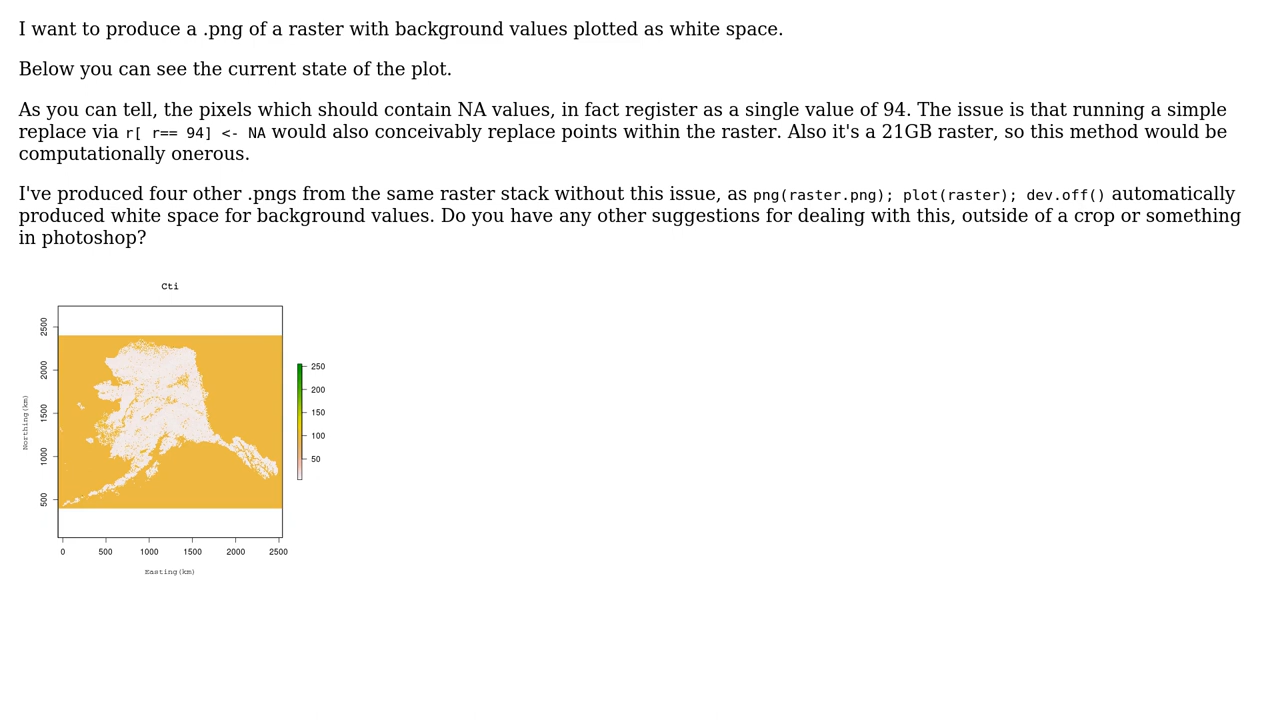 I want to produce a .png of a raster with background values plotted as white space.
Below you can see the current state of the plot.
As you can tell, the pixels which should contain NA values, in fact register as a single value of 94. The issue is that running a simple
replace via r[ r== 94] <- NA would also conceivably replace points within the raster. Also it's a 21GB raster, so this method would be
computationally onerous.
I've produced four other .pngs from the same raster stack without this issue, as png(raster.png); plot(raster); dev.off() automatically
produced white space for background values. Do you have any other suggestions for dealing with this, outside of a crop or something
in photoshop?
Cti
Northing(km)
2500
2000
1500
1000
500
250
200
150
100
50
0 500 1000 1500 2000 2500
Easting(km)